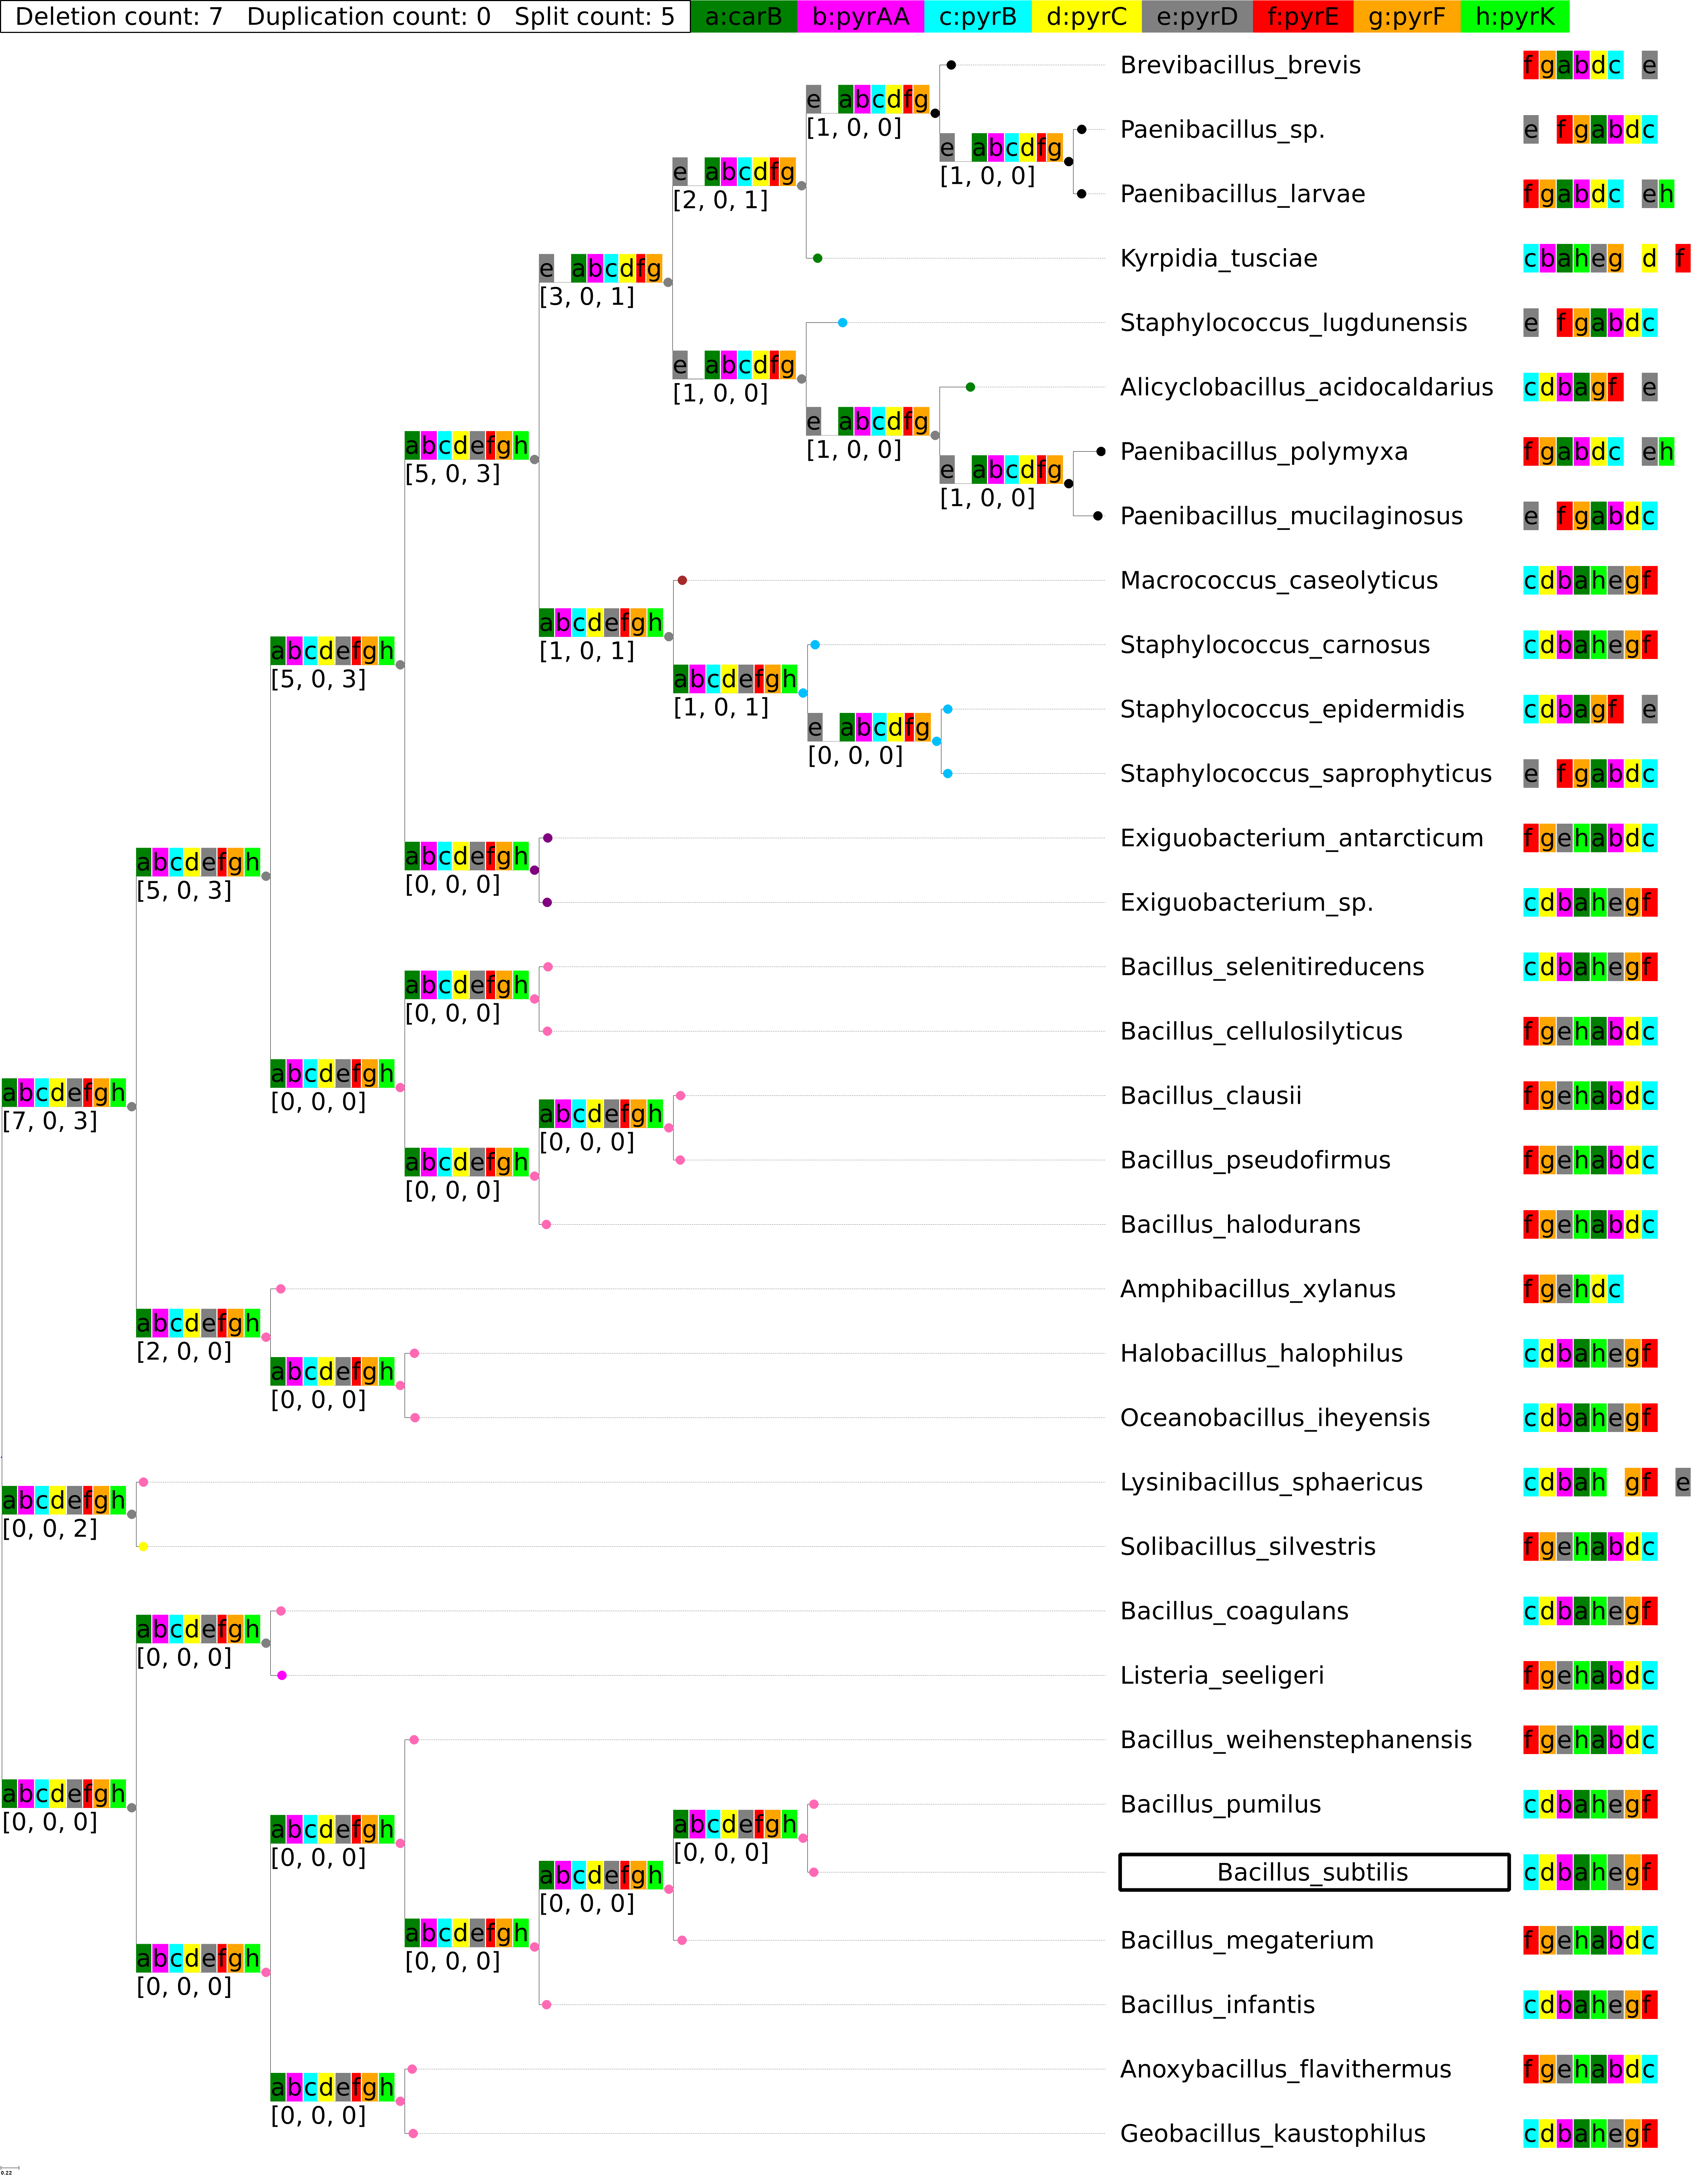 Deletion count: 7 Duplication count: 0 Split count: 5 a:carB b:pyrAA c:pyrB d:pyrC e:pyrD f:pyrE g:pyrF h:pyrK
Brevibacillus_brevis fgabdc e
e abcdfg
[1, 0, 0]
Paenibacillus_sp. e fgabdc
e abcdfg
[1, 0, 0]
e abcdfg
[2, 0, 1]
Paenibacillus_larvae fgabdc eh
Kyrpidia_tusciae cbaheg d f
e abcdfg
[3, 0, 1]
Staphylococcus_lugdunensis e fgabdc
e abcdfg
[1, 0, 0]
Alicyclobacillus_acidocaldarius cdbagf e
e abcdfg
[1, 0, 0]
abcdefgh
[5, 0, 3]
Paenibacillus_polymyxa fgabdc eh
e abcdfg
[1, 0, 0]
Paenibacillus_mucilaginosus e fgabdc
Macrococcus_caseolyticus cdbahegf
abcdefgh
[1, 0, 1]
Staphylococcus_carnosus cdbahegf
abcdefgh
[5, 0, 3]
abcdefgh
[1, 0, 1]
Staphylococcus_epidermidis cdbagf e
e abcdfg
[0, 0, 0]
Staphylococcus_saprophyticus e fgabdc
Exiguobacterium_antarcticum fgehabdc
abcdefgh
[5, 0, 3]
abcdefgh
[0, 0, 0]
Exiguobacterium_sp. cdbahegf
Bacillus_selenitireducens cdbahegf
abcdefgh
[0, 0, 0]
Bacillus_cellulosilyticus fgehabdc
abcdefgh
[0, 0, 0]
abcdefgh
[7, 0, 3]
Bacillus_clausii fgehabdc
abcdefgh
[0, 0, 0]
Bacillus_pseudofirmus fgehabdc
abcdefgh
[0, 0, 0]
Bacillus_halodurans fgehabdc
Amphibacillus_xylanus fgehdc
abcdefgh
[2, 0, 0]
Halobacillus_halophilus cdbahegf
abcdefgh
[0, 0, 0]
Oceanobacillus_iheyensis cdbahegf
Lysinibacillus_sphaericus cdbah gf e
abcdefgh
[0, 0, 2]
Solibacillus_silvestris fgehabdc
Bacillus_coagulans cdbahegf
abcdefgh
[0, 0, 0]
Listeria_seeligeri fgehabdc
Bacillus_weihenstephanensis fgehabdc
abcdefgh
[0, 0, 0]
Bacillus_pumilus cdbahegf
abcdefgh
[0, 0, 0]
abcdefgh
[0, 0, 0]
Bacillus_subtilis cdbahegf
abcdefgh
[0, 0, 0]
Bacillus_megaterium fgehabdc
abcdefgh
[0, 0, 0]
abcdefgh
[0, 0, 0]
Bacillus_infantis cdbahegf
Anoxybacillus_flavithermus fgehabdc
abcdefgh
[0, 0, 0]
Geobacillus_kaustophilus cdbahegf
0.22